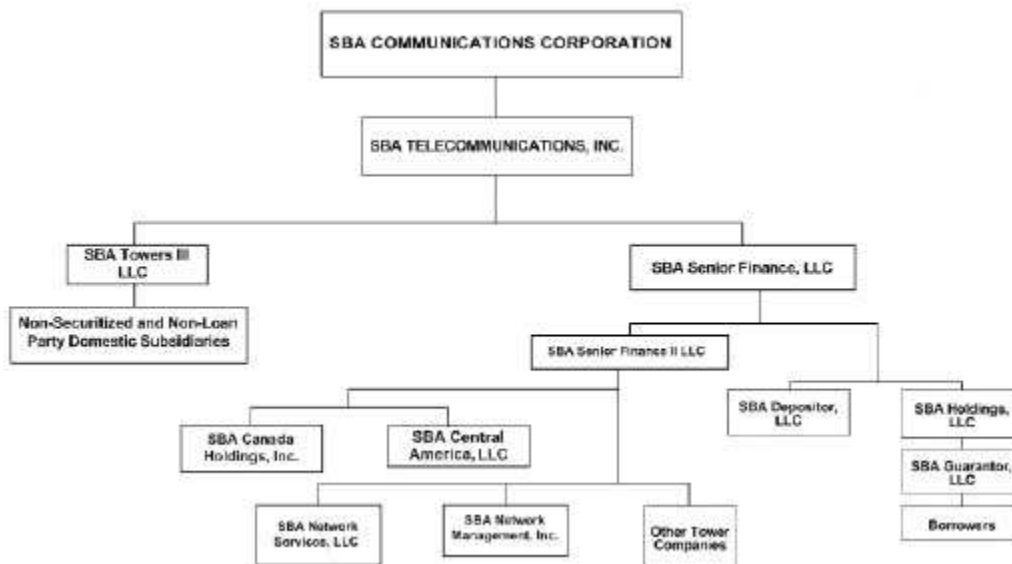 SBA COMMUNICATIONS CORPORATION
SBA TELECOMMUNICATIONS, INC.
SBA Towers III
LLC
SBA Senior Finance, LLC
Non-Securitized and Non-Loan
Party Domestic Subsidiaries
SBA Senior Finance II LLC
SBA Depositor,
LLC
SBA Holdings,
LLC
SBA Canada
Holdings, Inc.
SBA Central
America, LLC
SBA Guarantor,
LLC
SBA Network
Services, LLC
SBA Network
Management, Inc.
Other Tower
Companies
Borrowers